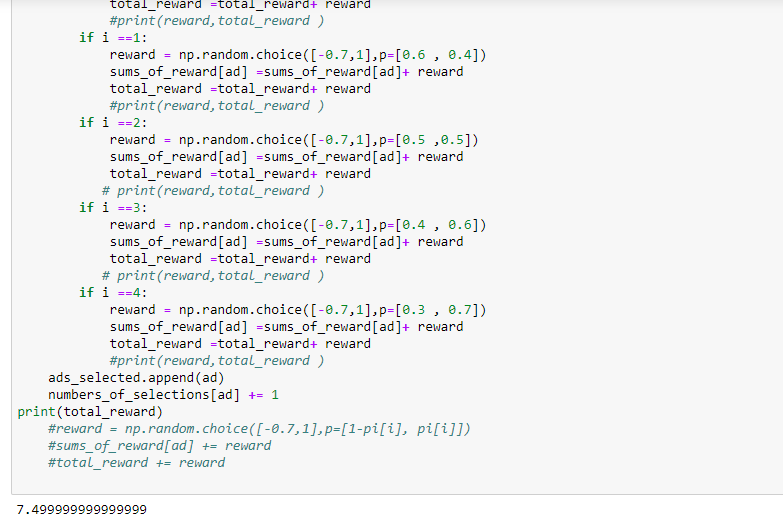 total_reward =total_reward+ reward
#print(reward,total_reward )
if i ==1:
reward = np.random.choice([-0.7,1],p=[0.6 , 0.4])
sums_of_reward[ad] =sums_of_reward[ad]+ reward
total_reward =total_reward+ reward
#print(reward,total_reward )
if i ==2:
reward = np.random.choice([-0.7,1],p=[0.5 ,0.5])
sums_of_reward[ad] =sums_of_reward[ad]+ reward
total_reward =total_reward+ reward
# print(reward,total_reward )
if i ==3:
reward = np.random.choice([-0.7,1],p=[0.4 , 0.6])
sums_of_reward[ad] =sums_of_reward[ad]+ reward
total_reward =total_reward+ reward
# print(reward,total_reward )
if i ==4:
reward = np.random.choice([-0.7,1],p=[0.3 , 0.7])
sums_of_reward[ad] =sums_of_reward[ad]+ reward
total_reward =total_reward+ reward
#print(reward,total_reward )
ads_selected.append(ad)
numbers_of_selections[ad] += 1
print(total_reward)
#reward = np.random.choice([-0.7,1],p=[1-pi[i], pi[i]])
#sums_of_reward[ad] += reward
#total_reward += reward
7.499999999999999